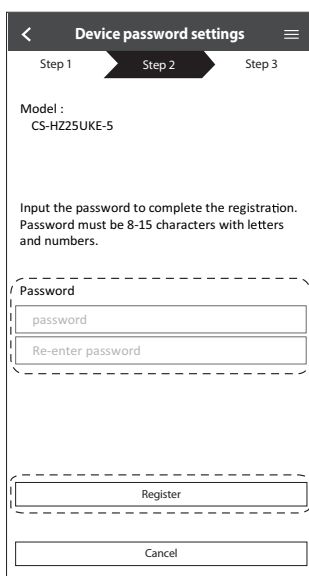 Device password settings
Step 1
Step 2
Step 3
Model :
CS-HZ25UKE-5
Input the password to complete the registration.
Password must be 8-15 characters with letters
and numbers.
Password
password
Re-enter password
Register
Cancel